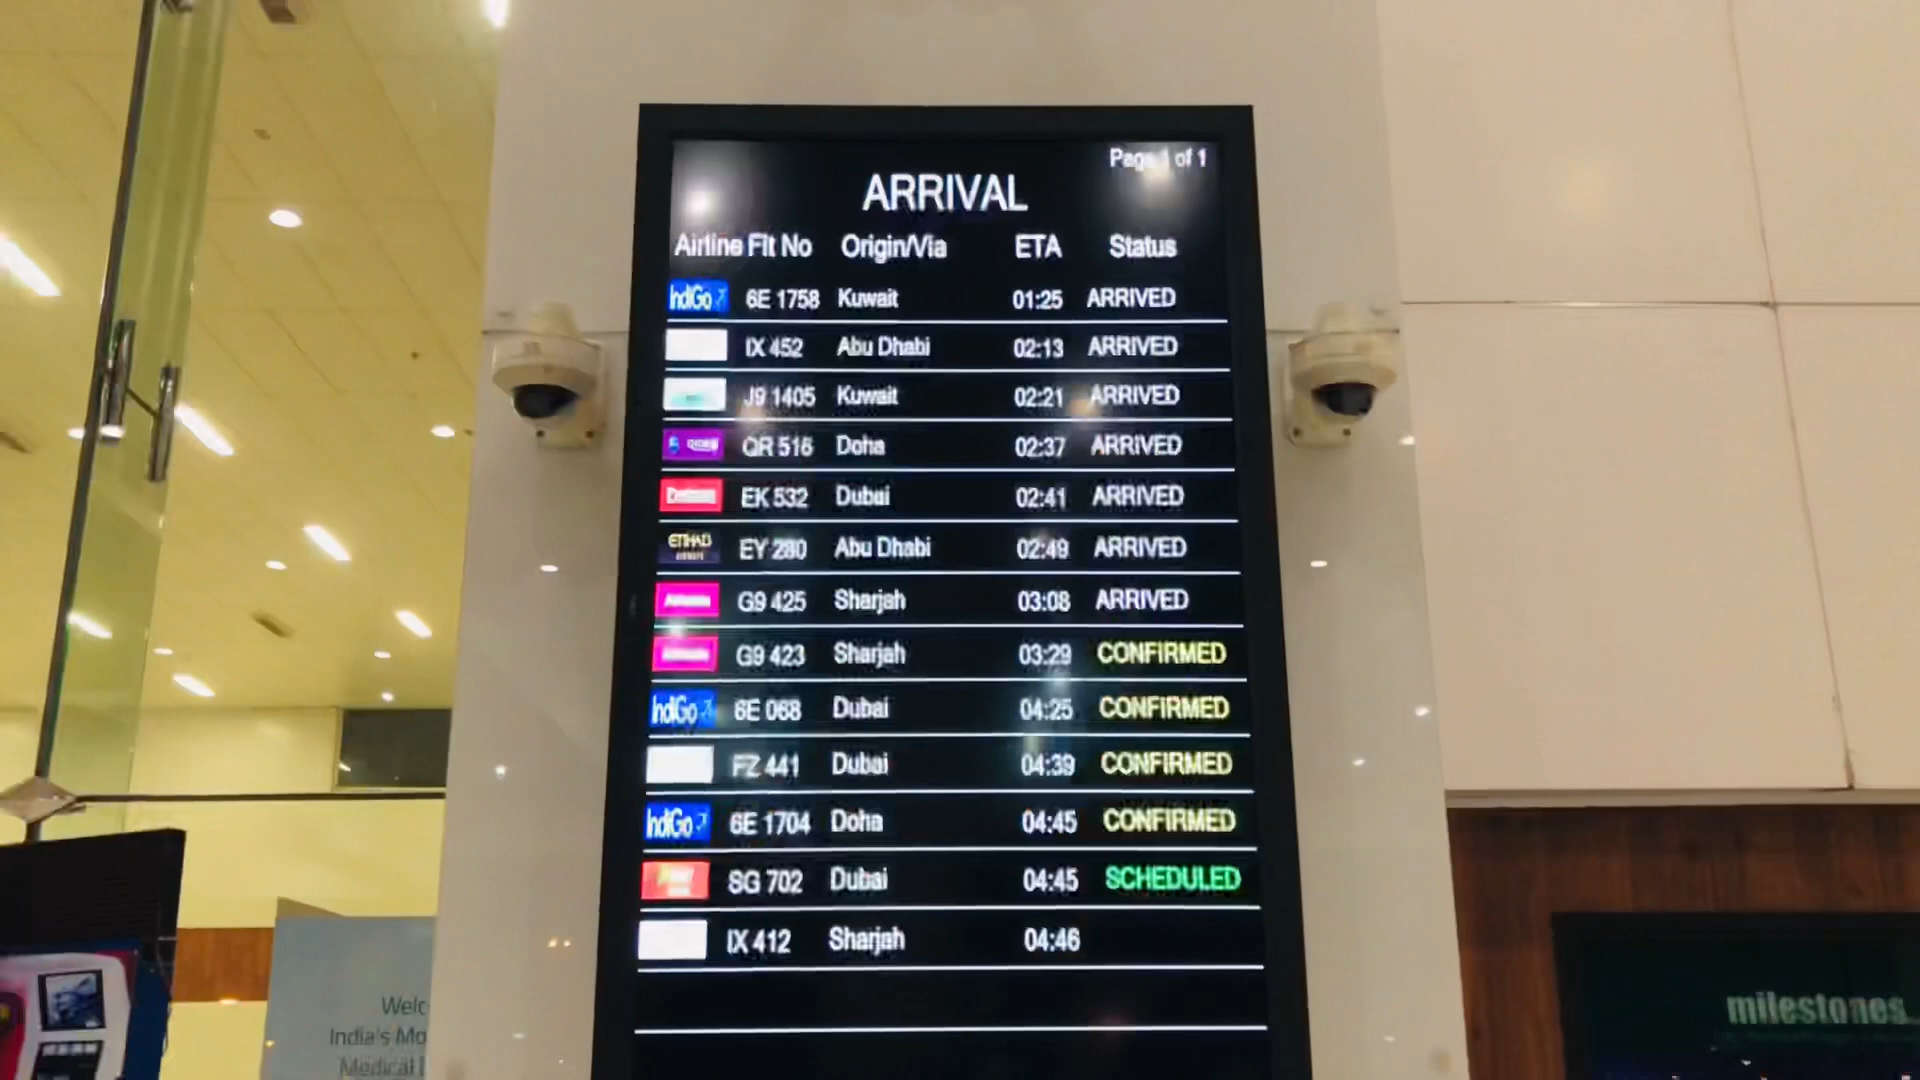 Page 1 of 1
ARRIVAL
Airline Flt No Origin/Via ETA Status
IndiGo 6E 1758 Kuwait 01:25 ARRIVED
IX 452 Abu Dhabi 02:13 ARRIVED
J9 1405 Kuwait 02:21 ARRIVED
QR 516 Doha 02:37 ARRIVED
EK 532 Dubai 02:41 ARRIVED
ETIHAD AIRWAYS EY 280 Abu Dhabi 02:49 ARRIVED
G9 425 Sharjah 03:08 ARRIVED
G9 423 Sharjah 03:29 CONFIRMED
IndiGo 6E 068 Dubai 04:25 CONFIRMED
FZ 441 Dubai 04:39 CONFIRMED
IndiGo 6E 1704 Doha 04:45 CONFIRMED
SG 702 Dubai 04:45 SCHEDULED
IX 412 Sharjah 04:46
Welc
India's Mo
Medical
milestones